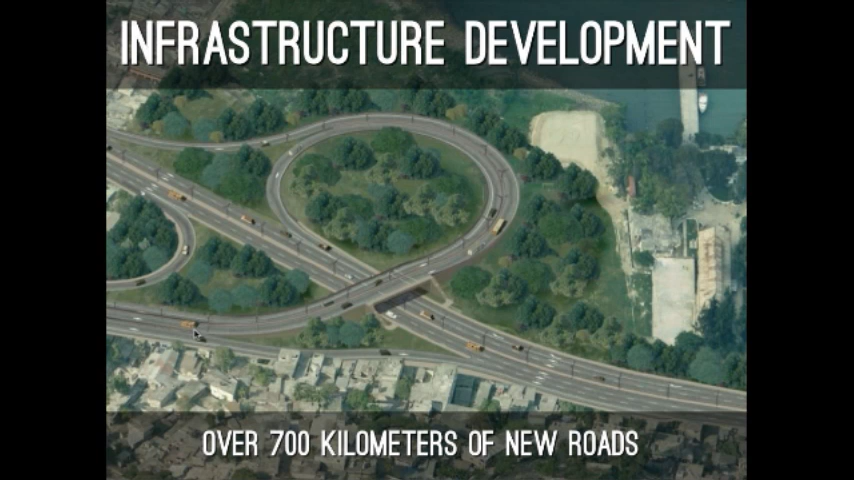 INFRASTRUCTURE DEVELOPMENT
OVER 700 KILOMETERS OF NEW ROADS